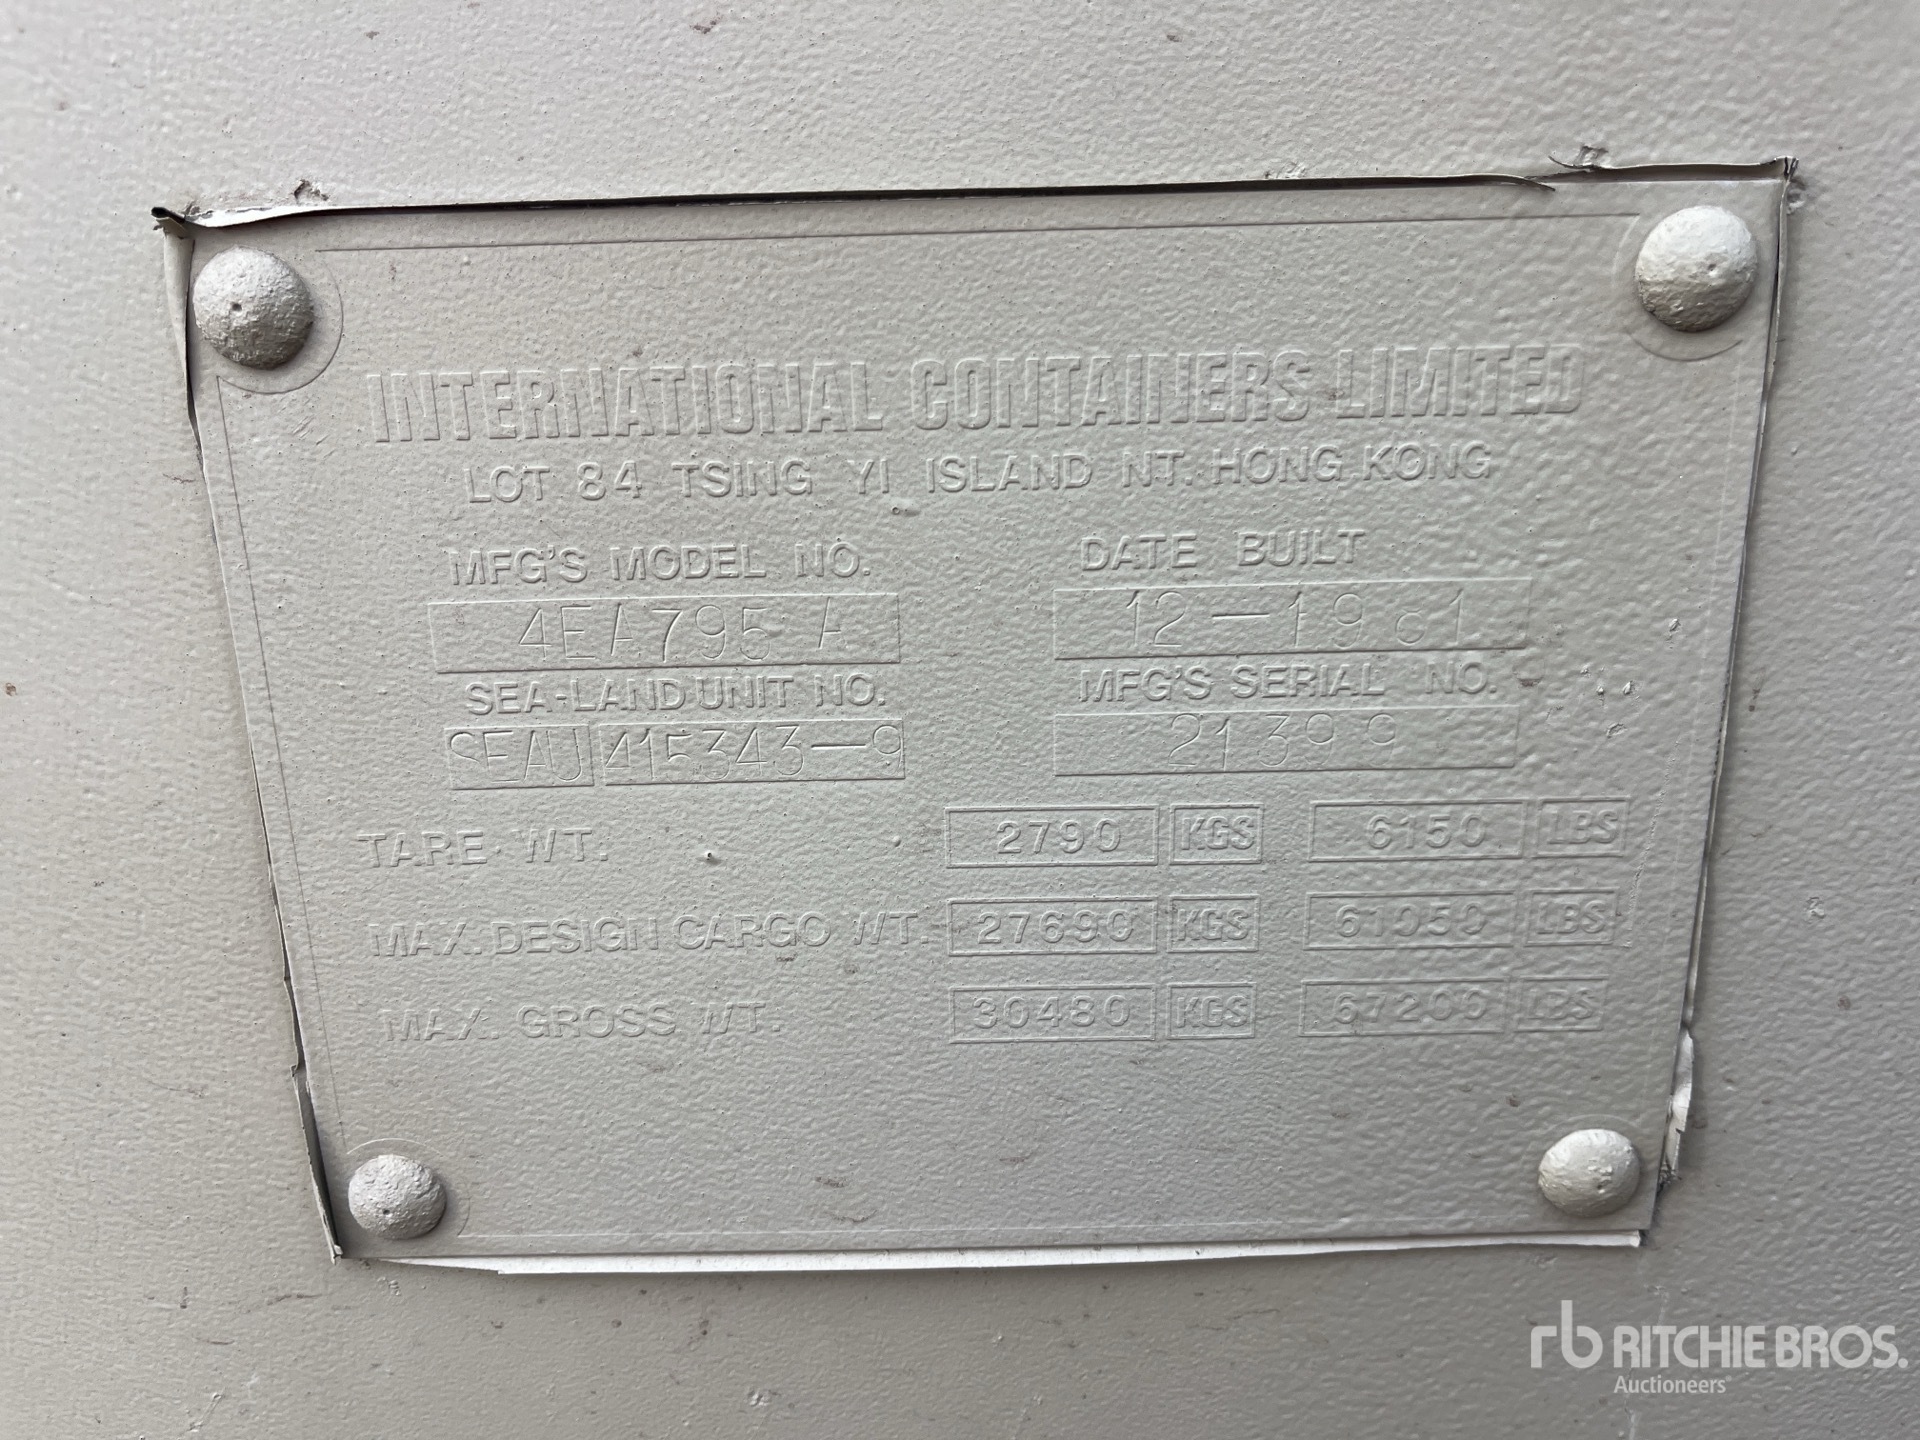 INTERNATIONAL CONTAINERS LIMITED
LOT 84 TSING YI ISLAND NT. HONG KONG
MFG'S MODEL NO. DATE BUILT
4EA795 A 12-1981
SEA-LAND UNIT NO. MFG'S SERIAL NO.
SEAU 415343-9 21399
TARE WT. 2790 KGS 6150 LBS
MAX. DESIGN CARGO WT. 27690 KGS 61050 LBS
MAX. GROSS WT. 30480 KGS 67200 LBS
rb RITCHIE BROS.
Auctioneers